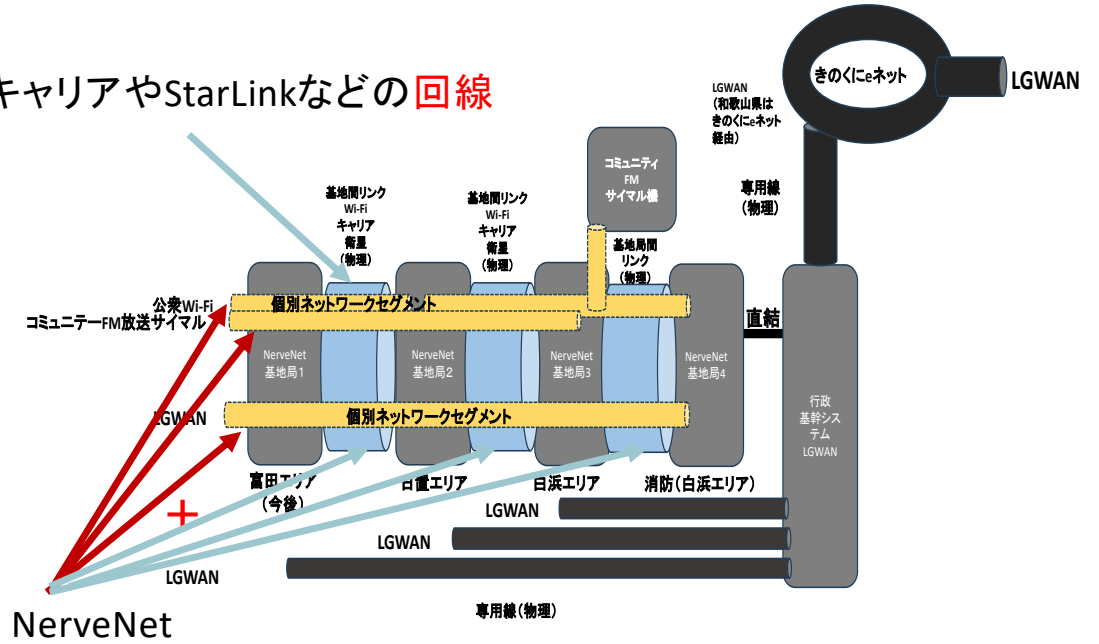 キャリアやStarLinkなどの回線
きのくにeネット
LGWAN
LGWAN
(和歌山県は
きのくにeネット
経由)
コミュニティ
FM
サイマル機
専用線
(物理)
基地間リンク
Wi-Fi
キャリア
衛星
(物理)
基地間リンク
Wi-Fi
キャリア
衛星
(物理)
基地局間
リンク
(物理)
公衆Wi-Fi
コミュニテーFM放送サイマル
個別ネットワークセグメント
直結
NerveNet
基地局1
NerveNet
基地局2
NerveNet
基地局3
NerveNet
基地局4
行政
基幹シス
テム
LGWAN
LGWAN
個別ネットワークセグメント
富田エリア
(今後)
日置エリア
白浜エリア
消防(白浜エリア)
+
LGWAN
LGWAN
LGWAN
専用線(物理)
NerveNet